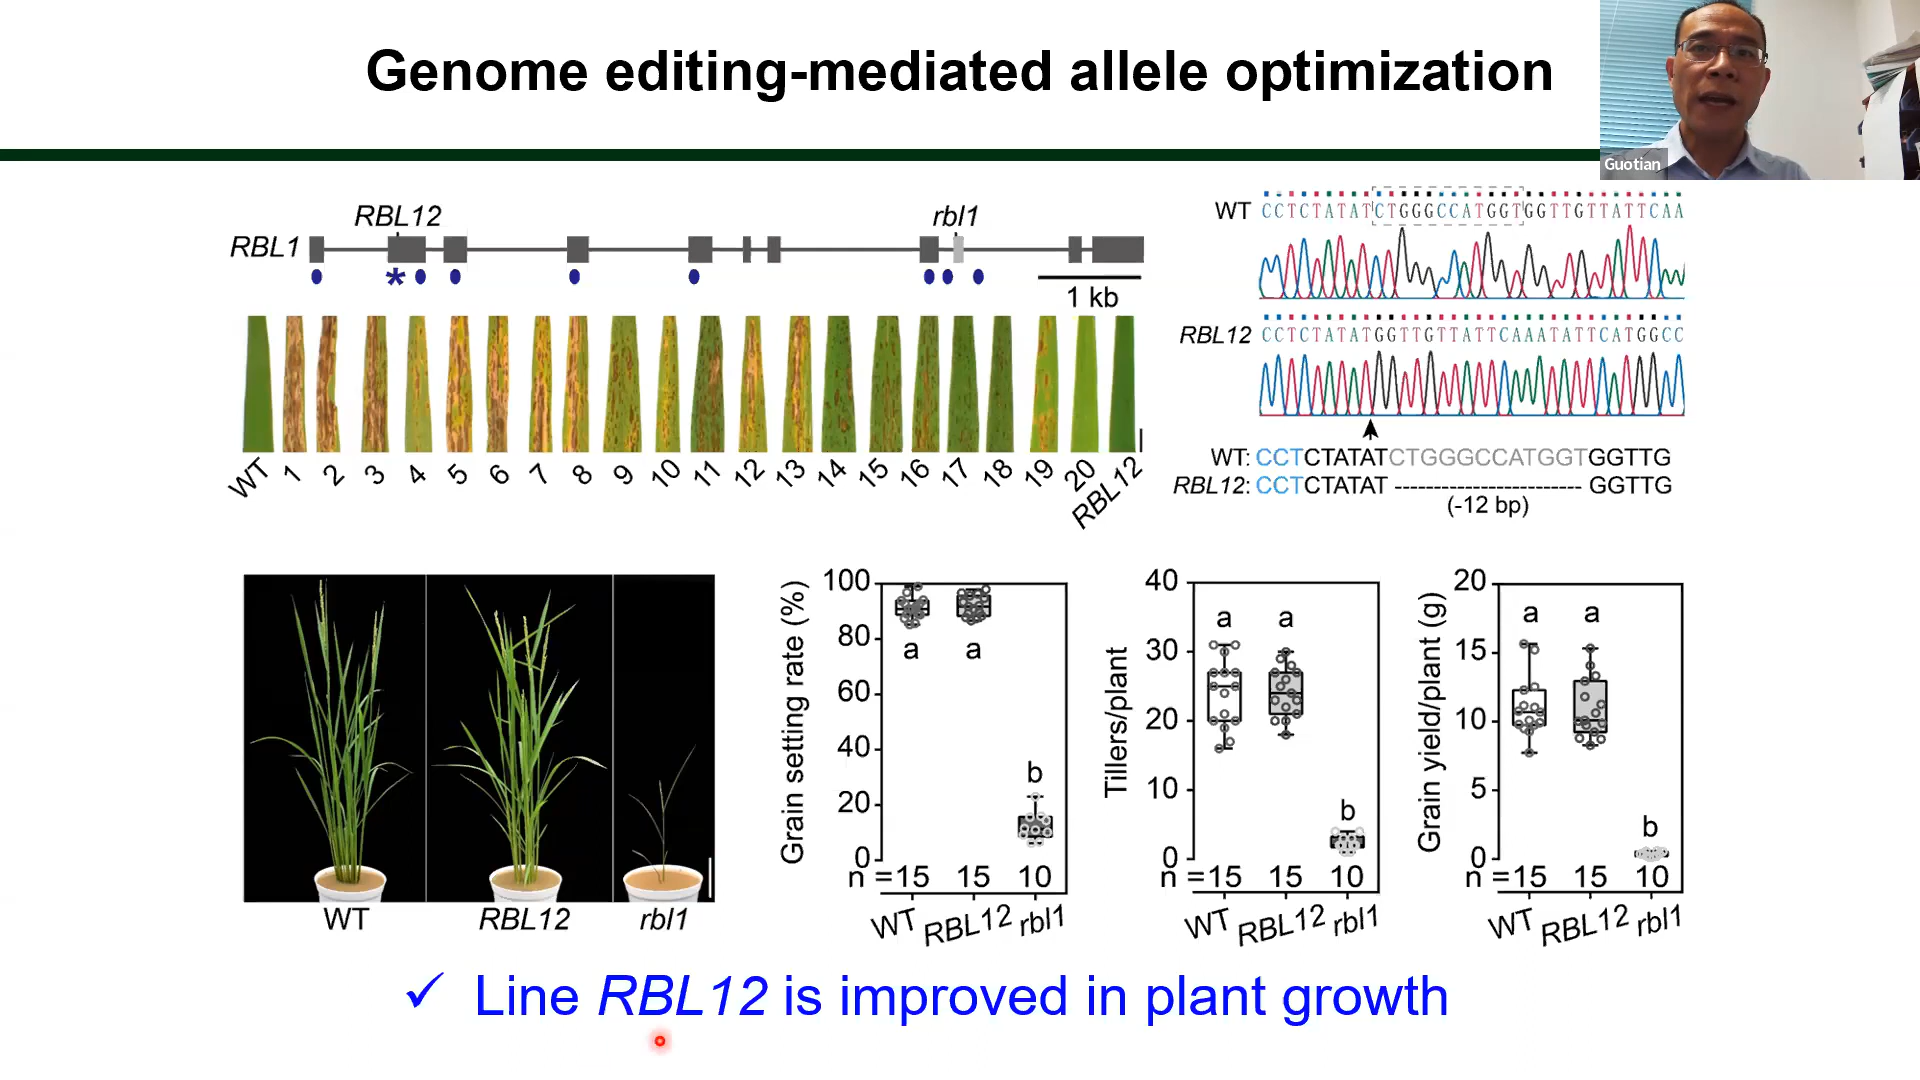 Genome editing-mediated allele optimization
Guotian
RBL12
rbl1
RBL1
*
1 kb
WT 1 2 3 4 5 6 7 8 9 10 11 12 13 14 15 16 17 18 19 20 RBL12
WT CCTCTATATCTGGGCCATGGTGGTTGTTATTCAA
RBL12 CCTCTATATGGTTGTTATTCAAATATTCATGGCC
WT: CCTCTATATCTGGGCCATGGTGGTTG
RBL12: CCTCTATAT ----------------------- GGTTG
(-12 bp)
WT RBL12 rbl1
Grain setting rate (%)
100
80
60
40
20
0
a a b
n = 15 15 10
WT RBL12 rbl1
Tillers/plant
40
30
20
10
0
a a b
n = 15 15 10
WT RBL12 rbl1
Grain yield/plant (g)
20
15
10
5
0
a a b
n = 15 15 10
WT RBL12 rbl1
✓ Line RBL12 is improved in plant growth